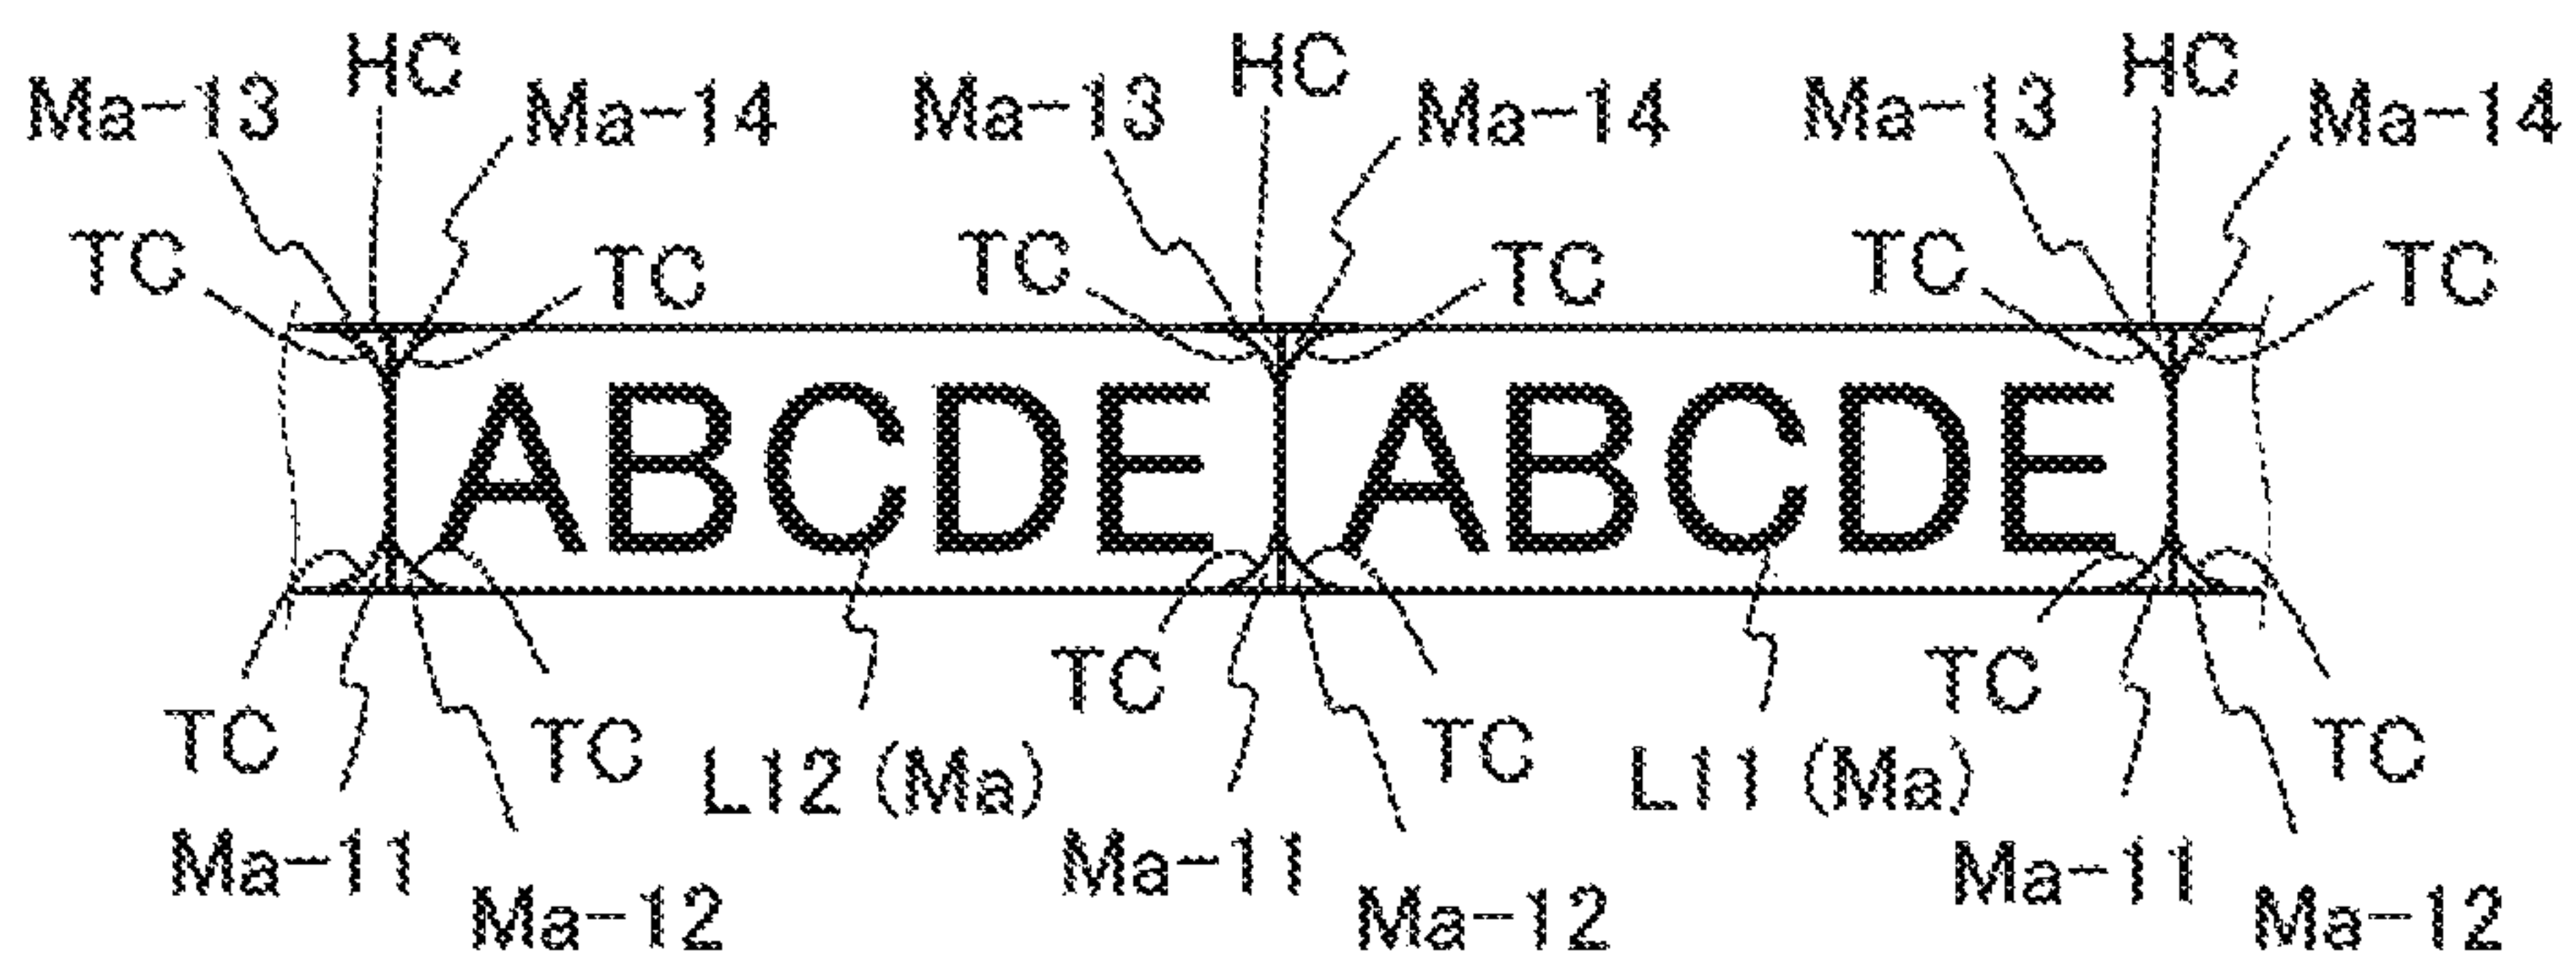 HC HC HC
Ma-13 Ma-14 Ma-13 Ma-14 Ma-13 Ma-14
TC TC TC TC TC TC
ABCDE ABCDE
TC TC
TC TC TC TC
L12 (Ma) L11 (Ma)
Ma-11 Ma-11 Ma-11
Ma-12 Ma-12 Ma-12